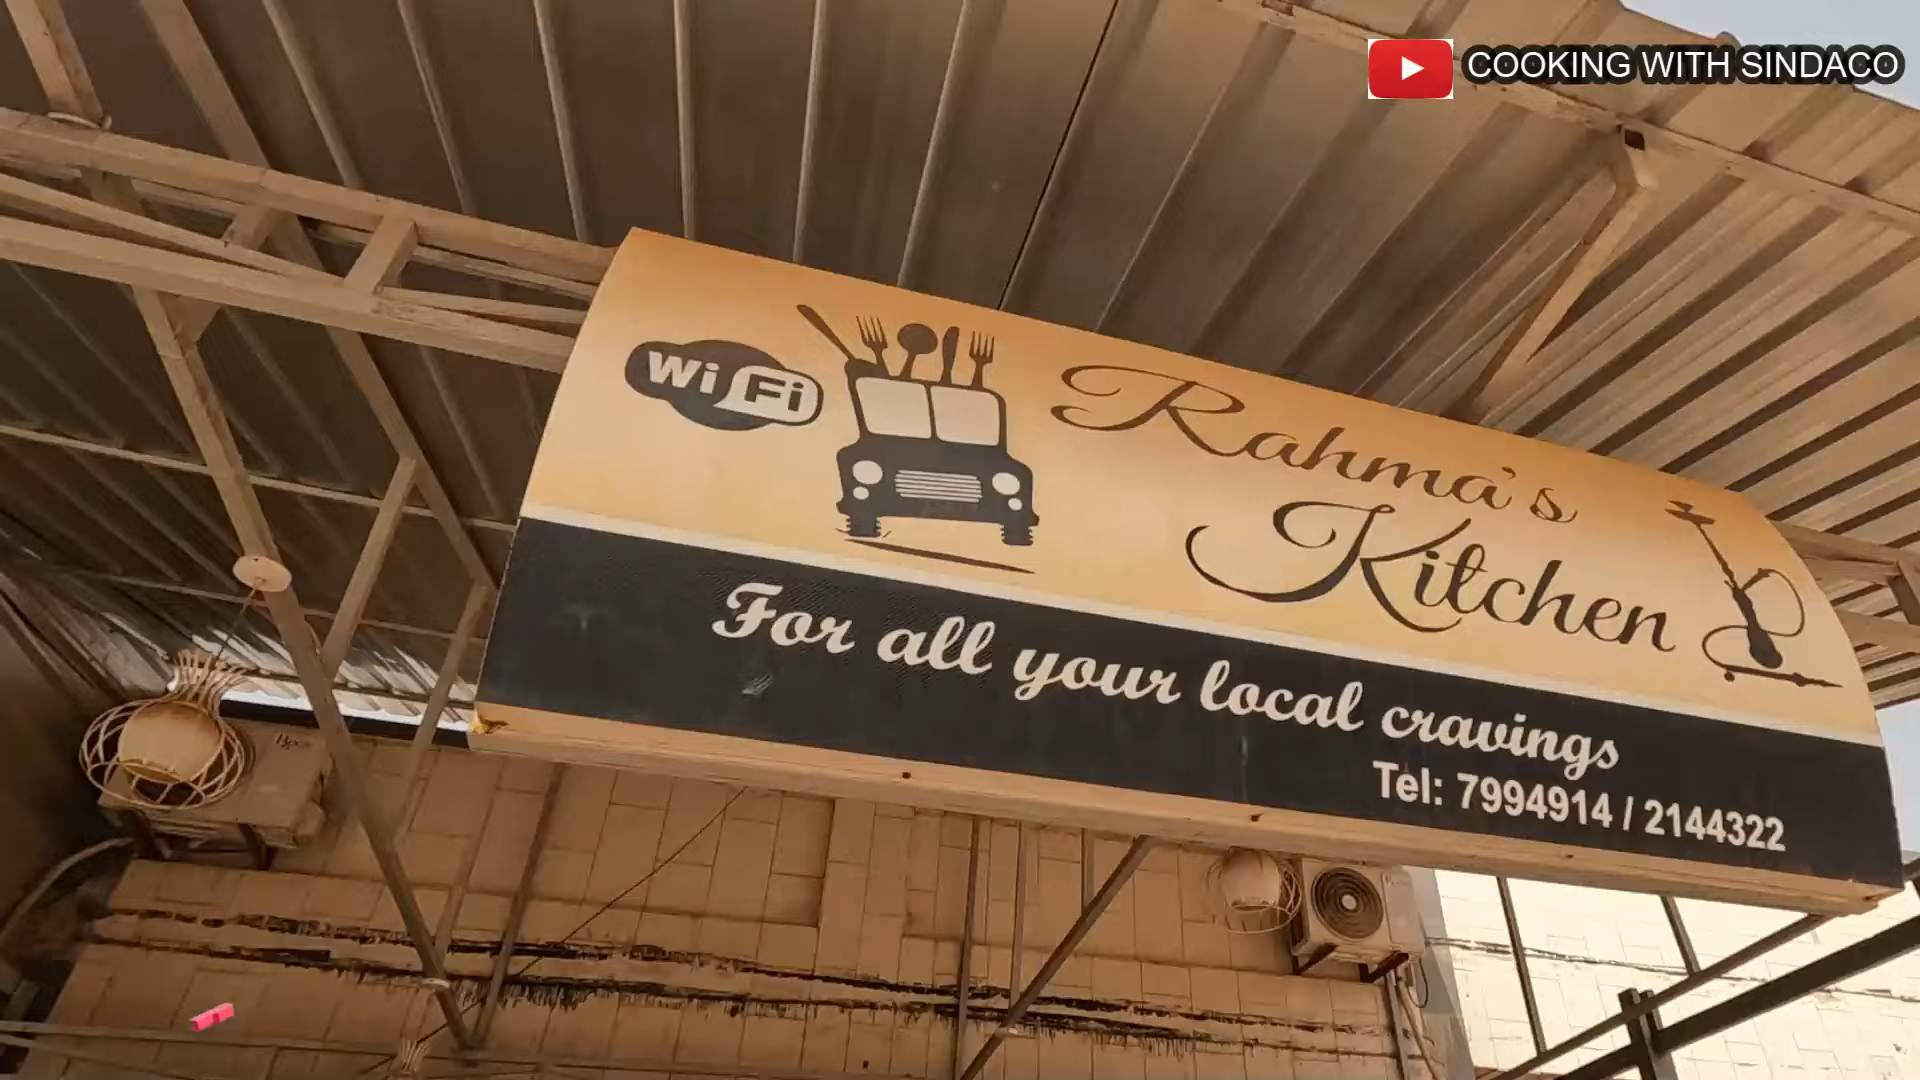 COOKING WITH SINDACO
Wi Fi
Rahma's
Kitchen
For all your local cravings
Tel: 7994914 / 2144322